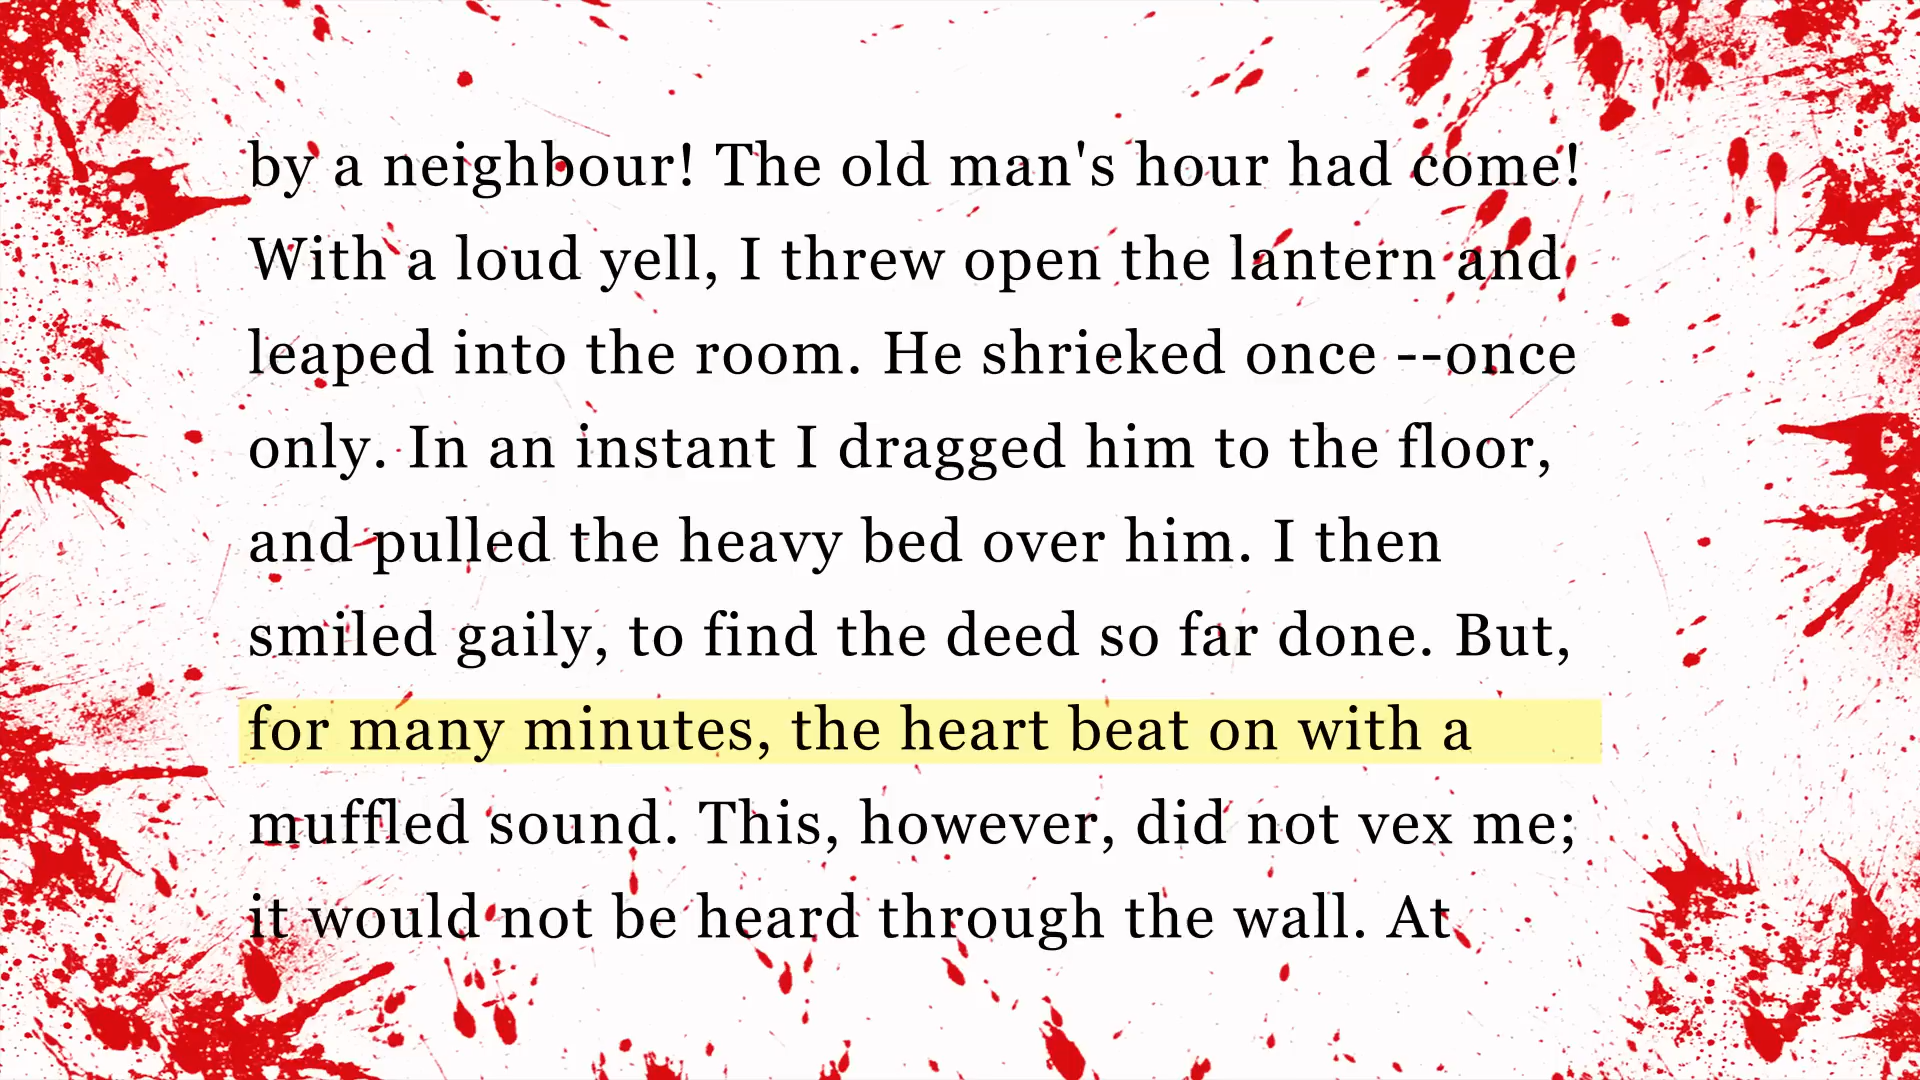 by a neighbour! The old man's hour had come!
With a loud yell, I threw open the lantern and
leaped into the room. He shrieked once --once
only. In an instant I dragged him to the floor,
and pulled the heavy bed over him. I then
smiled gaily, to find the deed so far done. But,
for many minutes, the heart beat on with a
muffled sound. This, however, did not vex me;
it would not be heard through the wall. At